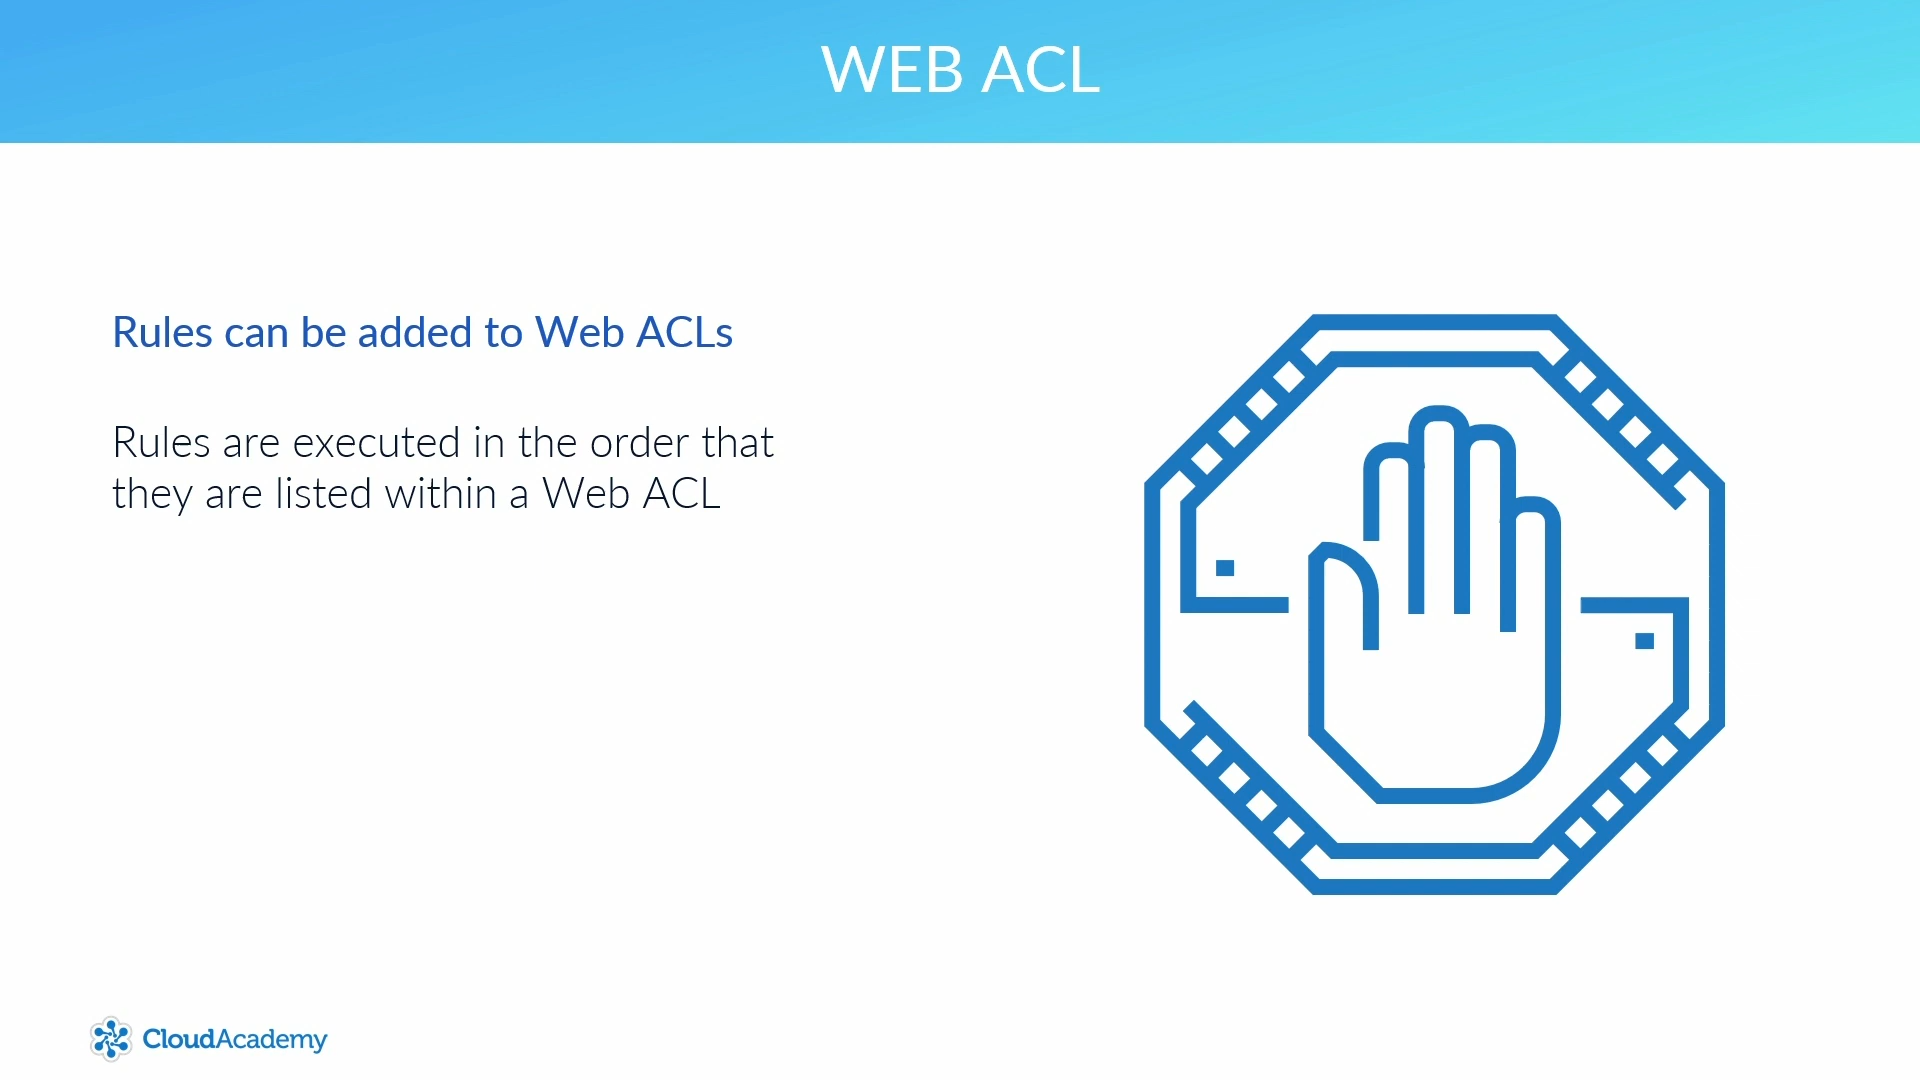 WEB ACL
Rules can be added to Web ACLs
Rules are executed in the order that
they are listed within a Web ACL
CloudAcademy